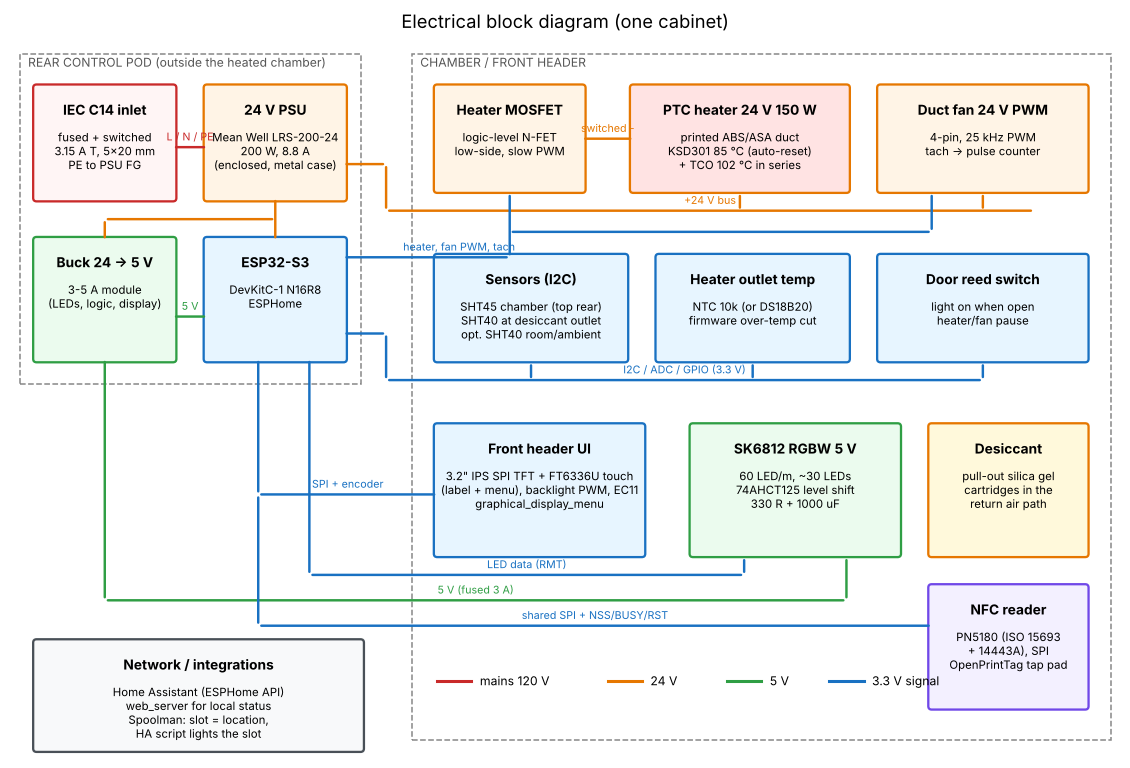 Electrical block diagram (one cabinet)
REAR CONTROL POD (outside the heated chamber)
CHAMBER / FRONT HEADER
IEC C14 inlet
fused + switched
3.15 A T, 5×20 mm
PE to PSU FG
L / N / PE
24 V PSU
Mean Well LRS-200-24
200 W, 8.8 A
(enclosed, metal case)
Heater MOSFET
logic-level N-FET
low-side, slow PWM
switched -
PTC heater 24 V 150 W
printed ABS/ASA duct
KSD301 85 °C (auto-reset)
+ TCO 102 °C in series
Duct fan 24 V PWM
4-pin, 25 kHz PWM
tach → pulse counter
+24 V bus
Buck 24 → 5 V
3-5 A module
(LEDs, logic, display)
5 V
ESP32-S3
DevKitC-1 N16R8
ESPHome
heater, fan PWM, tach
Sensors (I2C)
SHT45 chamber (top rear)
SHT40 at desiccant outlet
opt. SHT40 room/ambient
Heater outlet temp
NTC 10k (or DS18B20)
firmware over-temp cut
Door reed switch
light on when open
heater/fan pause
I2C / ADC / GPIO (3.3 V)
SPI + encoder
Front header UI
3.2" IPS SPI TFT + FT6336U touch
(label + menu), backlight PWM, EC11
graphical_display_menu
SK6812 RGBW 5 V
60 LED/m, ~30 LEDs
74AHCT125 level shift
330 R + 1000 uF
Desiccant
pull-out silica gel
cartridges in the
return air path
LED data (RMT)
5 V (fused 3 A)
shared SPI + NSS/BUSY/RST
NFC reader
PN5180 (ISO 15693
+ 14443A), SPI
OpenPrintTag tap pad
Network / integrations
Home Assistant (ESPHome API)
web_server for local status
Spoolman: slot = location,
HA script lights the slot
mains 120 V
24 V
5 V
3.3 V signal